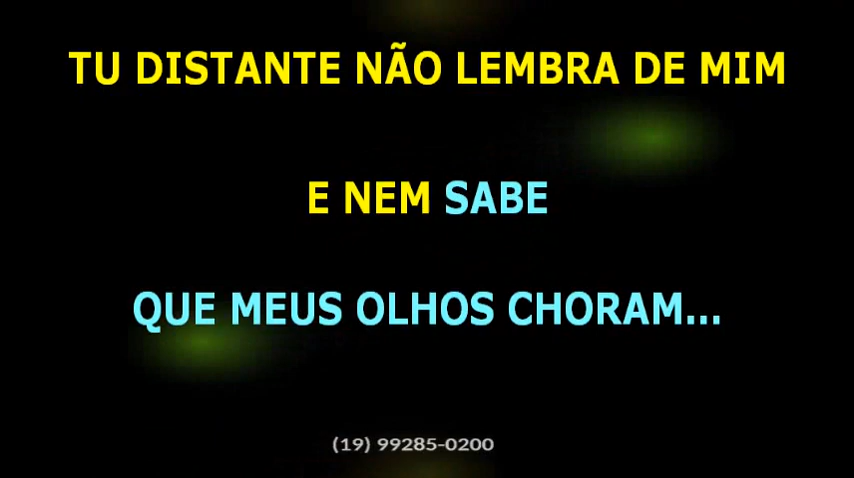 TU DISTANTE NÃO LEMBRA DE MIM
E NEM SABE
QUE MEUS OLHOS CHORAM...
(19) 99285-0200